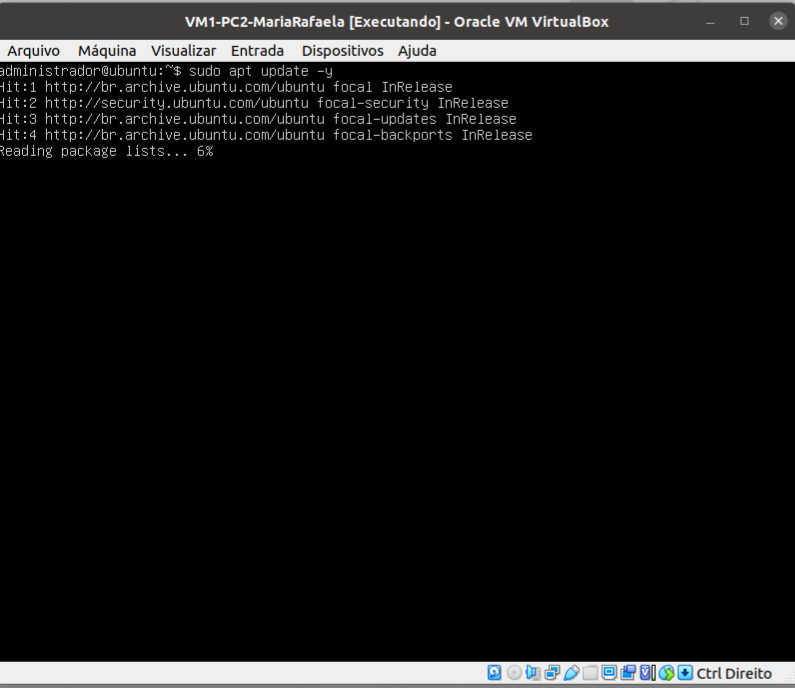 VM1-PC2-MariaRafaela [Executando] - Oracle VM VirtualBox
Arquivo Máquina Visualizar Entrada Dispositivos Ajuda
administrador@ubuntu:~$ sudo apt update -y
Hit:1 http://br.archive.ubuntu.com/ubuntu focal InRelease
Hit:2 http://security.ubuntu.com/ubuntu focal-security InRelease
Hit:3 http://br.archive.ubuntu.com/ubuntu focal-updates InRelease
Hit:4 http://br.archive.ubuntu.com/ubuntu focal-backports InRelease
Reading package lists... 6%
Ctrl Direito